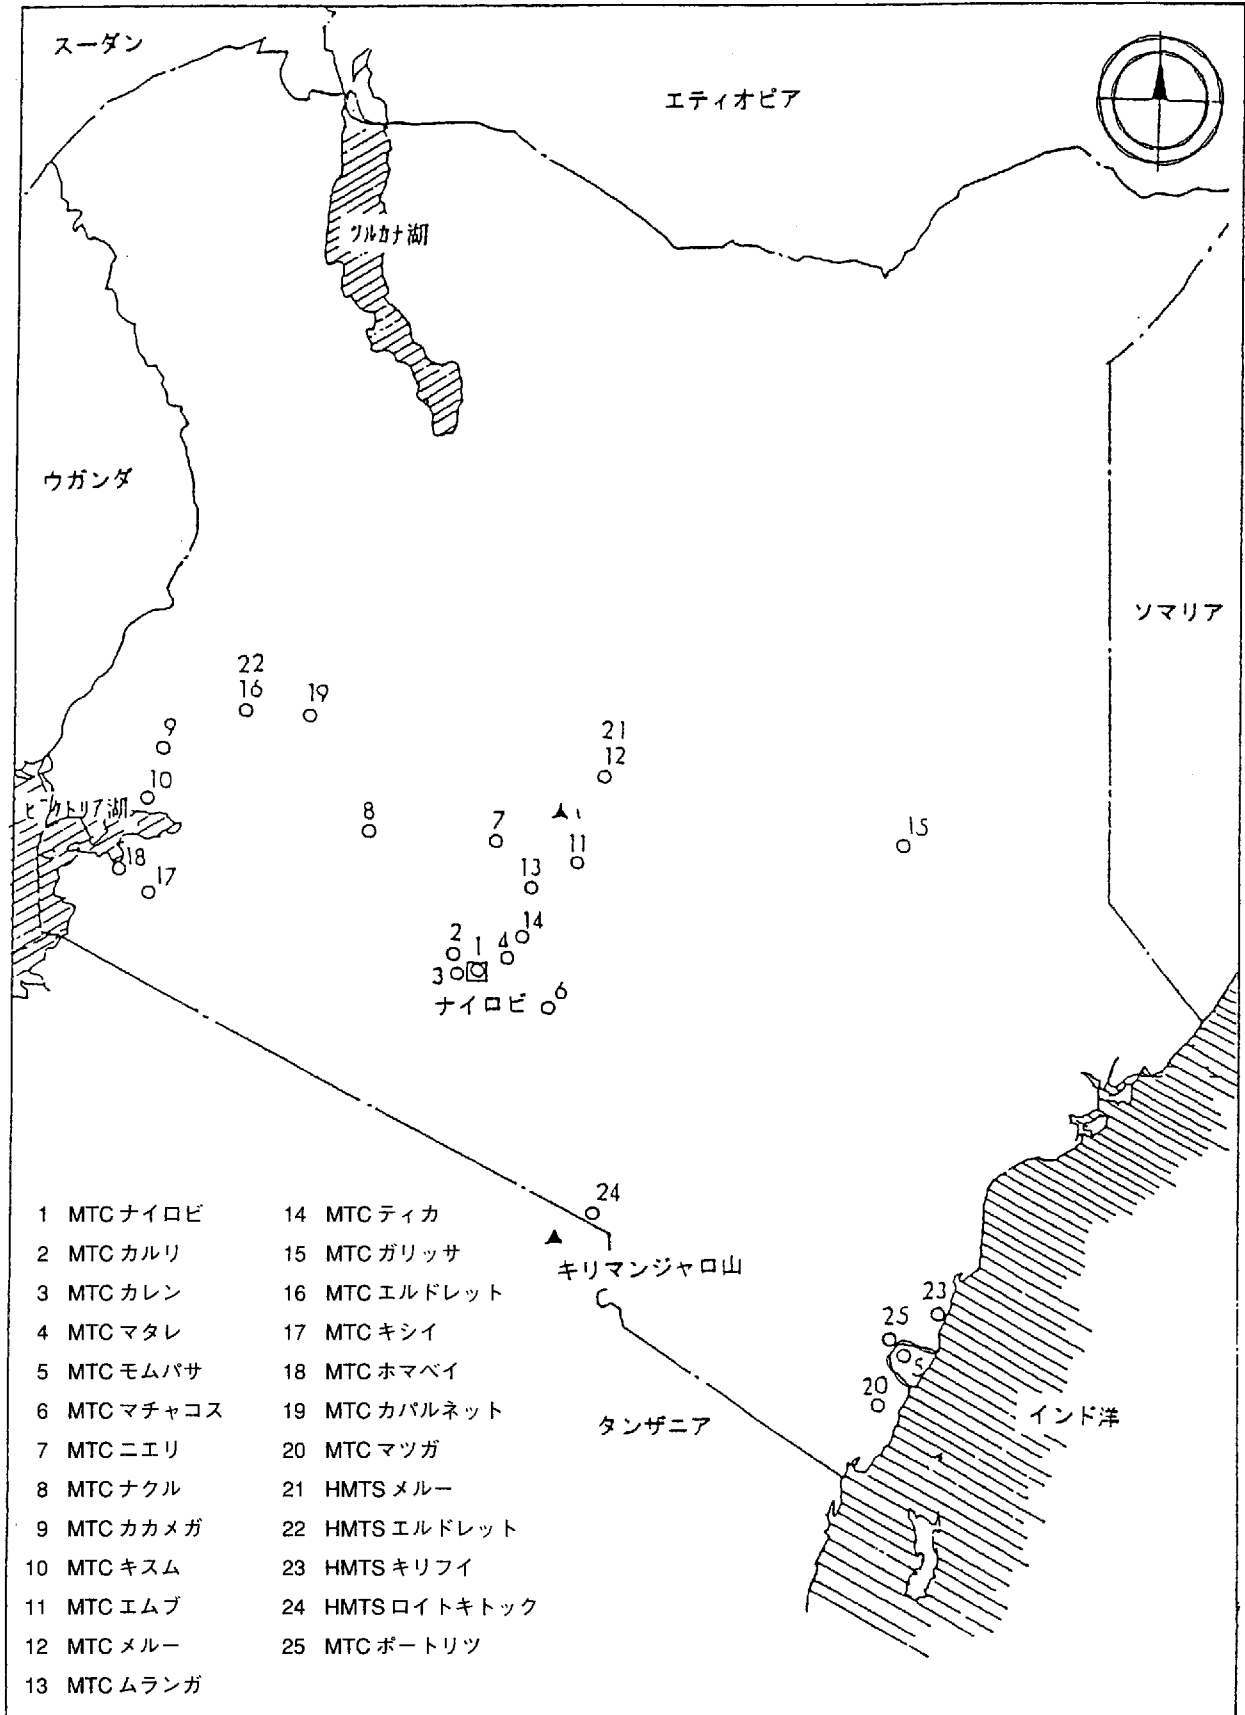 スーダン
エティオピア
ツルカナ湖
ウガンダ
ソマリア
22
16
19
9
21
12
10
ビクトリア湖
8
7
15
11
18
17
13
14
2
1
4
3
6
ナイロビ
24
キリマンジャロ山
23
25
5
20
インド洋
タンザニア
1 MTC ナイロビ
2 MTC カルリ
3 MTC カレン
4 MTC マタレ
5 MTC モムパサ
6 MTC マチャコス
7 MTC ニエリ
8 MTC ナクル
9 MTC カカメガ
10 MTC キスム
11 MTC エムブ
12 MTC メルー
13 MTC ムランガ
14 MTC ティカ
15 MTC ガリッサ
16 MTC エルドレット
17 MTC キシイ
18 MTC ホマベイ
19 MTC カパルネット
20 MTC マツガ
21 HMTS メルー
22 HMTS エルドレット
23 HMTS キリフイ
24 HMTS ロイトキトック
25 MTC ポートリツ